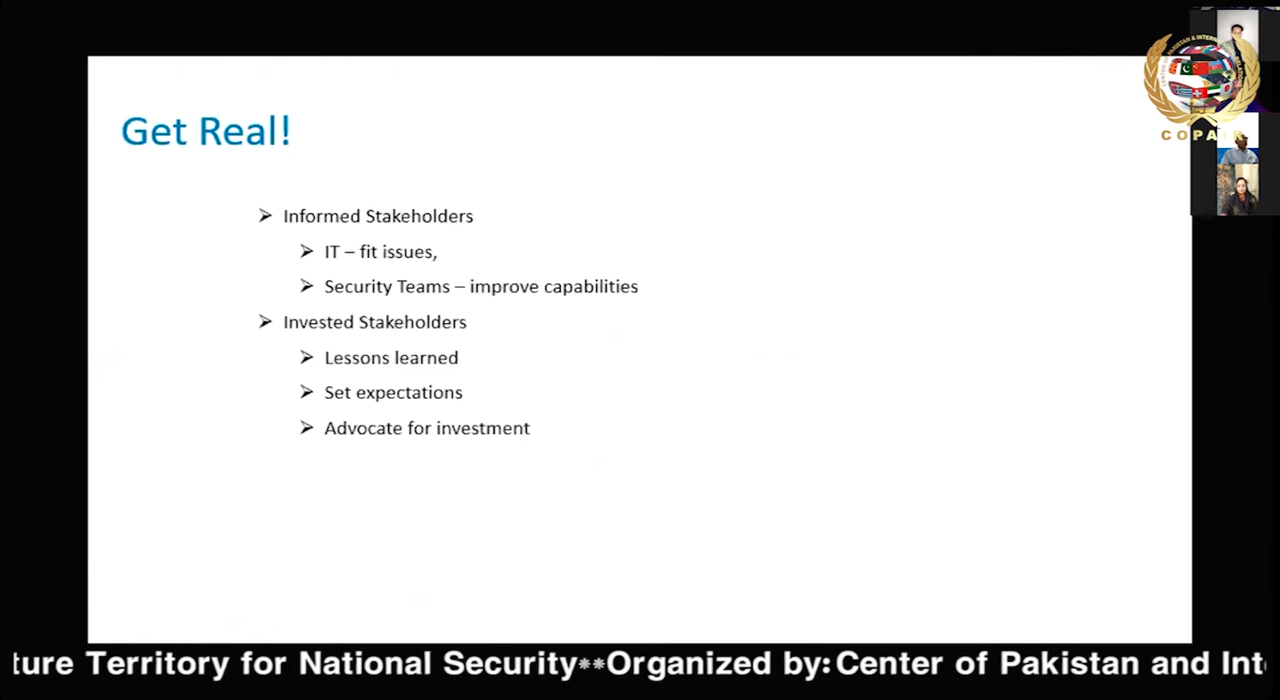 Get Real!
Informed Stakeholders
IT – fit issues,
Security Teams – improve capabilities
Invested Stakeholders
Lessons learned
Set expectations
Advocate for investment
COPAIR
ture Territory for National Security**Organized by: Center of Pakistan and Int